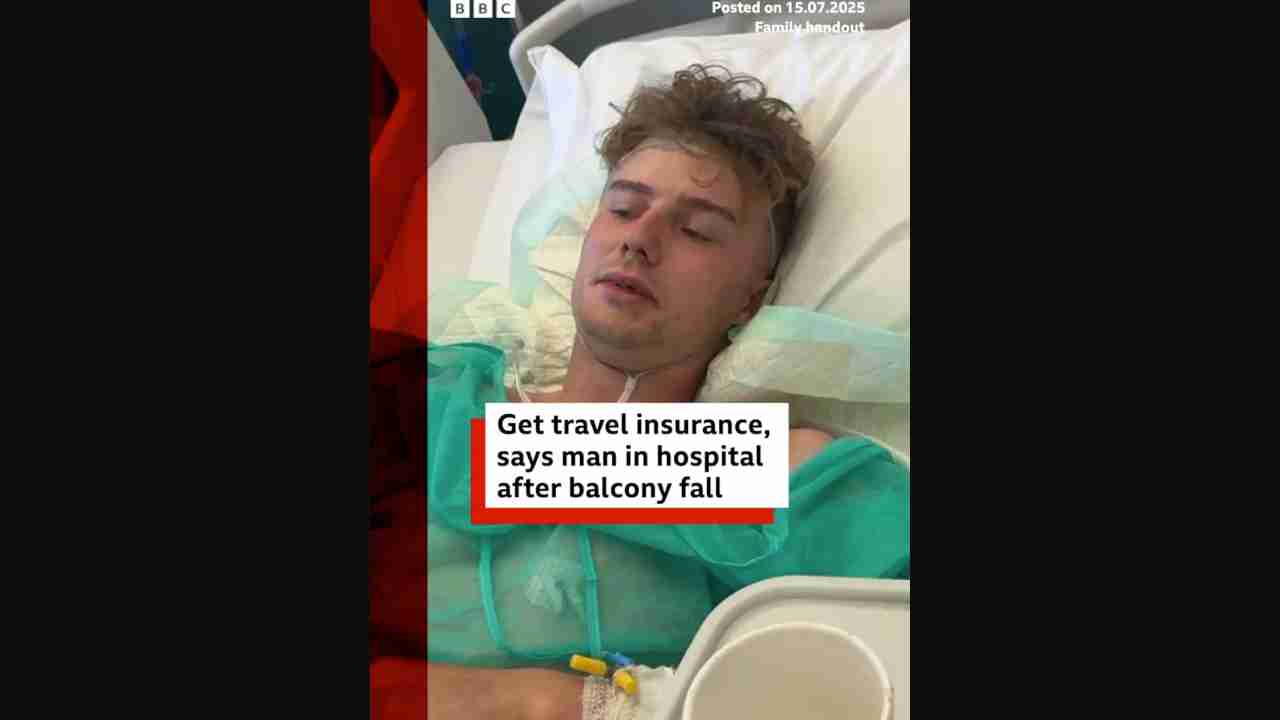 BBC
Posted on 15.07.2025
Family handout
Get travel insurance,
says man in hospital
after balcony fall